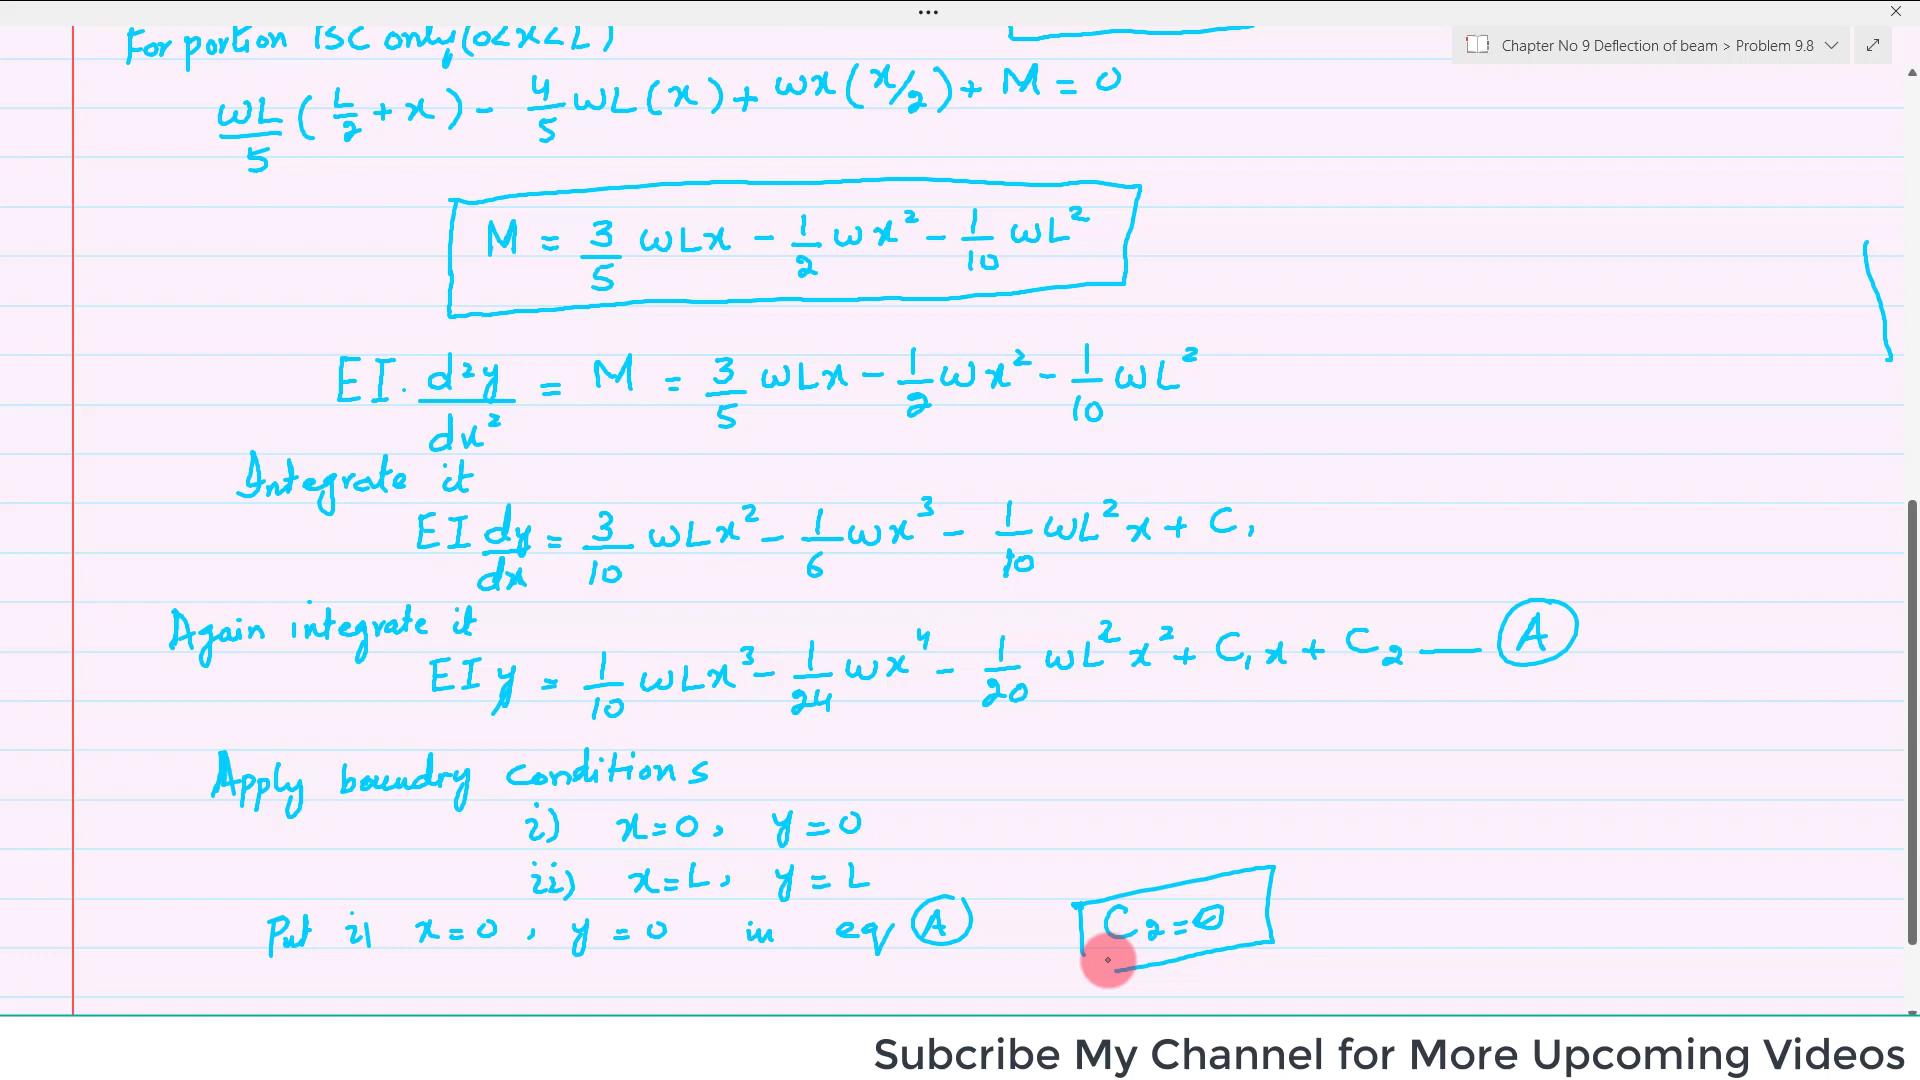 ...
Chapter No 9 Deflection of beam > Problem 9.8
For portion BC only (0<x<L)
wL/5 (L/2 + x) - 4/5 wL(x) + wx(x/2) + M = 0
M = 3/5 wLx - 1/2 wx² - 1/10 wL²
EI. d²y/dx² = M = 3/5 wLx - 1/2 wx² - 1/10 wL²
Integrate it
EI dy/dx = 3/10 wLx² - 1/6 wx³ - 1/10 wL²x + C₁
Again integrate it
EI y = 1/10 wLx³ - 1/24 wx⁴ - 1/20 wL²x² + C₁x + C₂ — A
Apply boundry conditions
i) x=0, y=0
ii) x=L, y=L
Put i) x=0, y=0 in eq A C₂=0
Subcribe My Channel for More Upcoming Videos